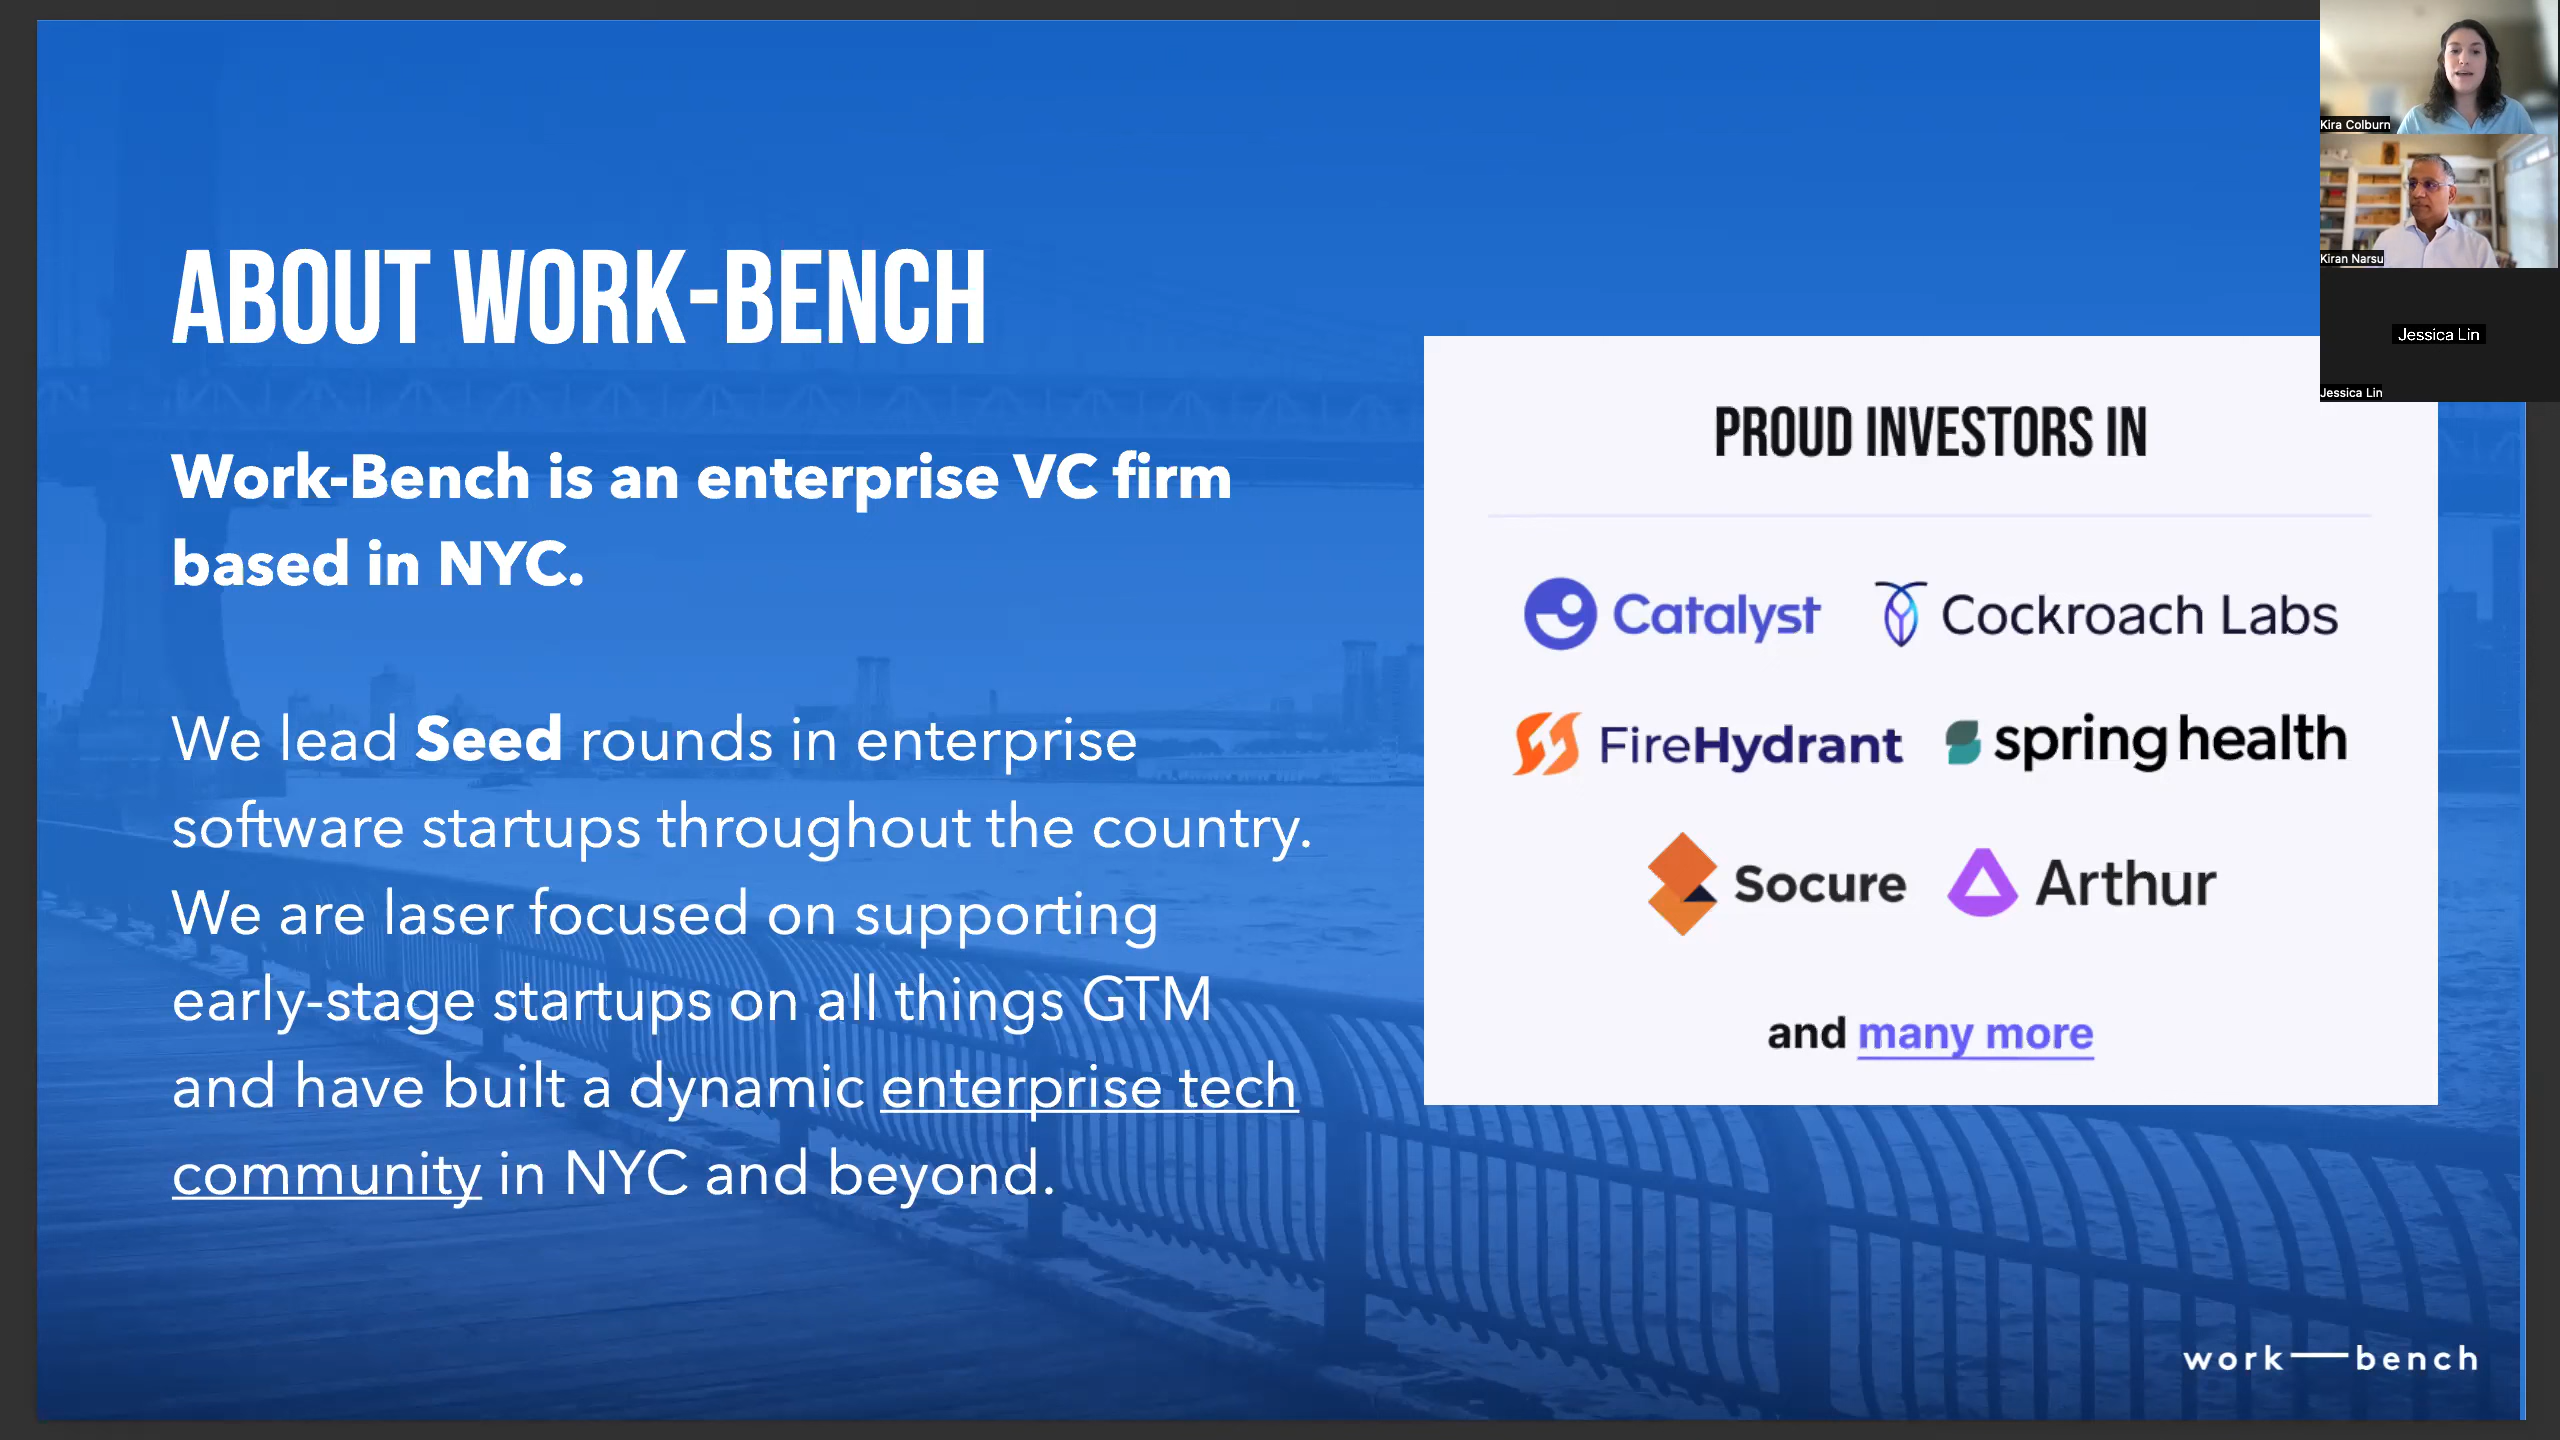 ABOUT WORK-BENCH
Work-Bench is an enterprise VC firm
based in NYC.
We lead Seed rounds in enterprise
software startups throughout the country.
We are laser focused on supporting
early-stage startups on all things GTM
and have built a dynamic enterprise tech
community in NYC and beyond.
PROUD INVESTORS IN
Catalyst
Cockroach Labs
FireHydrant
spring health
Socure
Arthur
and many more
work—bench
Kira Colburn
Kiran Narsu
Jessica Lin
Jessica Lin